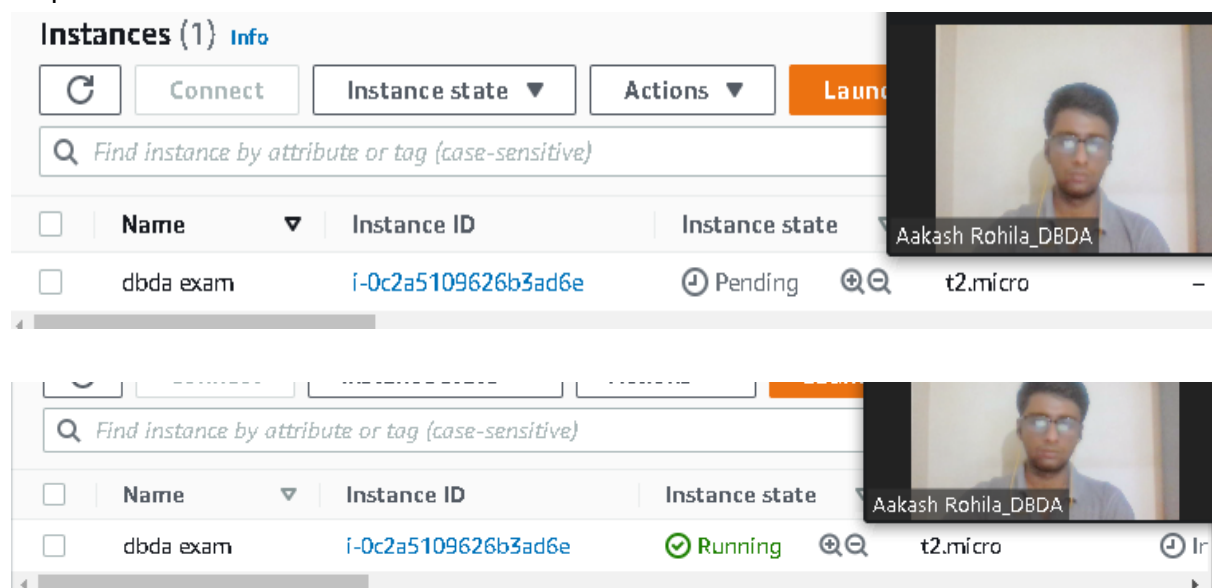 Instances (1) Info
Connect Instance state Actions
Find instance by attribute or tag (case-sensitive)
Name Instance ID Instance state
Aakash Rohila_DBDA
dbda exam i-0c2a5109626b3ad6e Pending t2.micro –
Find instance by attribute or tag (case-sensitive)
Name Instance ID Instance state
Aakash Rohila_DBDA
dbda exam i-0c2a5109626b3ad6e Running t2.micro